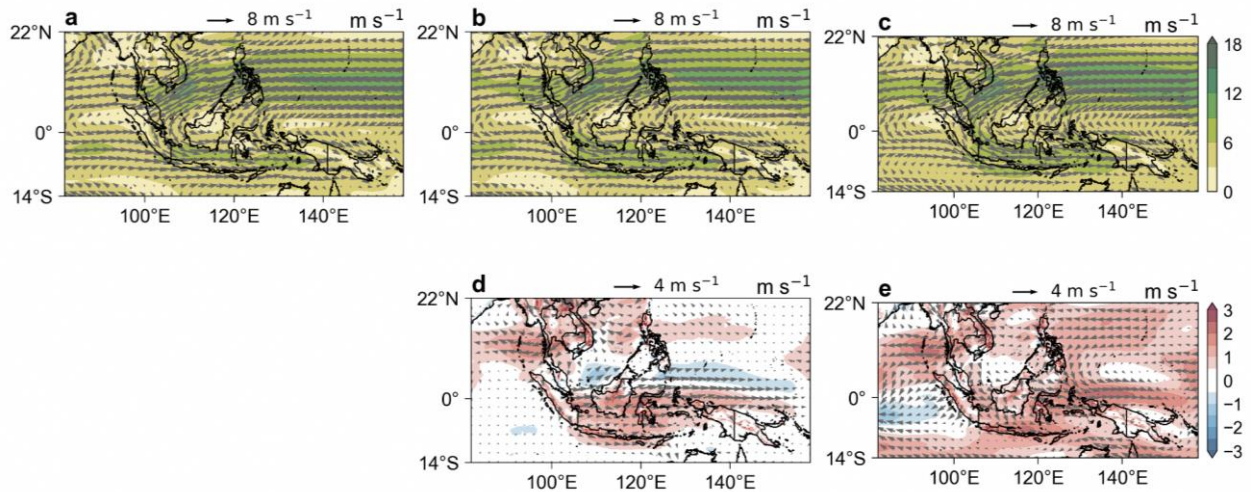 a → 8 m s⁻¹ m s⁻¹
22°N
0°
14°S
100°E 120°E 140°E
b → 8 m s⁻¹ m s⁻¹
22°N
0°
14°S
100°E 120°E 140°E
c → 8 m s⁻¹ m s⁻¹
22°N
0°
14°S
100°E 120°E 140°E
18
12
6
0
d → 4 m s⁻¹ m s⁻¹
22°N
0°
14°S
100°E 120°E 140°E
e → 4 m s⁻¹ m s⁻¹
22°N
0°
14°S
100°E 120°E 140°E
3
2
1
0
−1
−2
−3